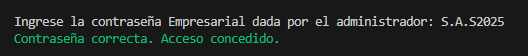 Ingrese la contraseña Empresarial dada por el administrador: S.A.S2025
Contraseña correcta. Acceso concedido.